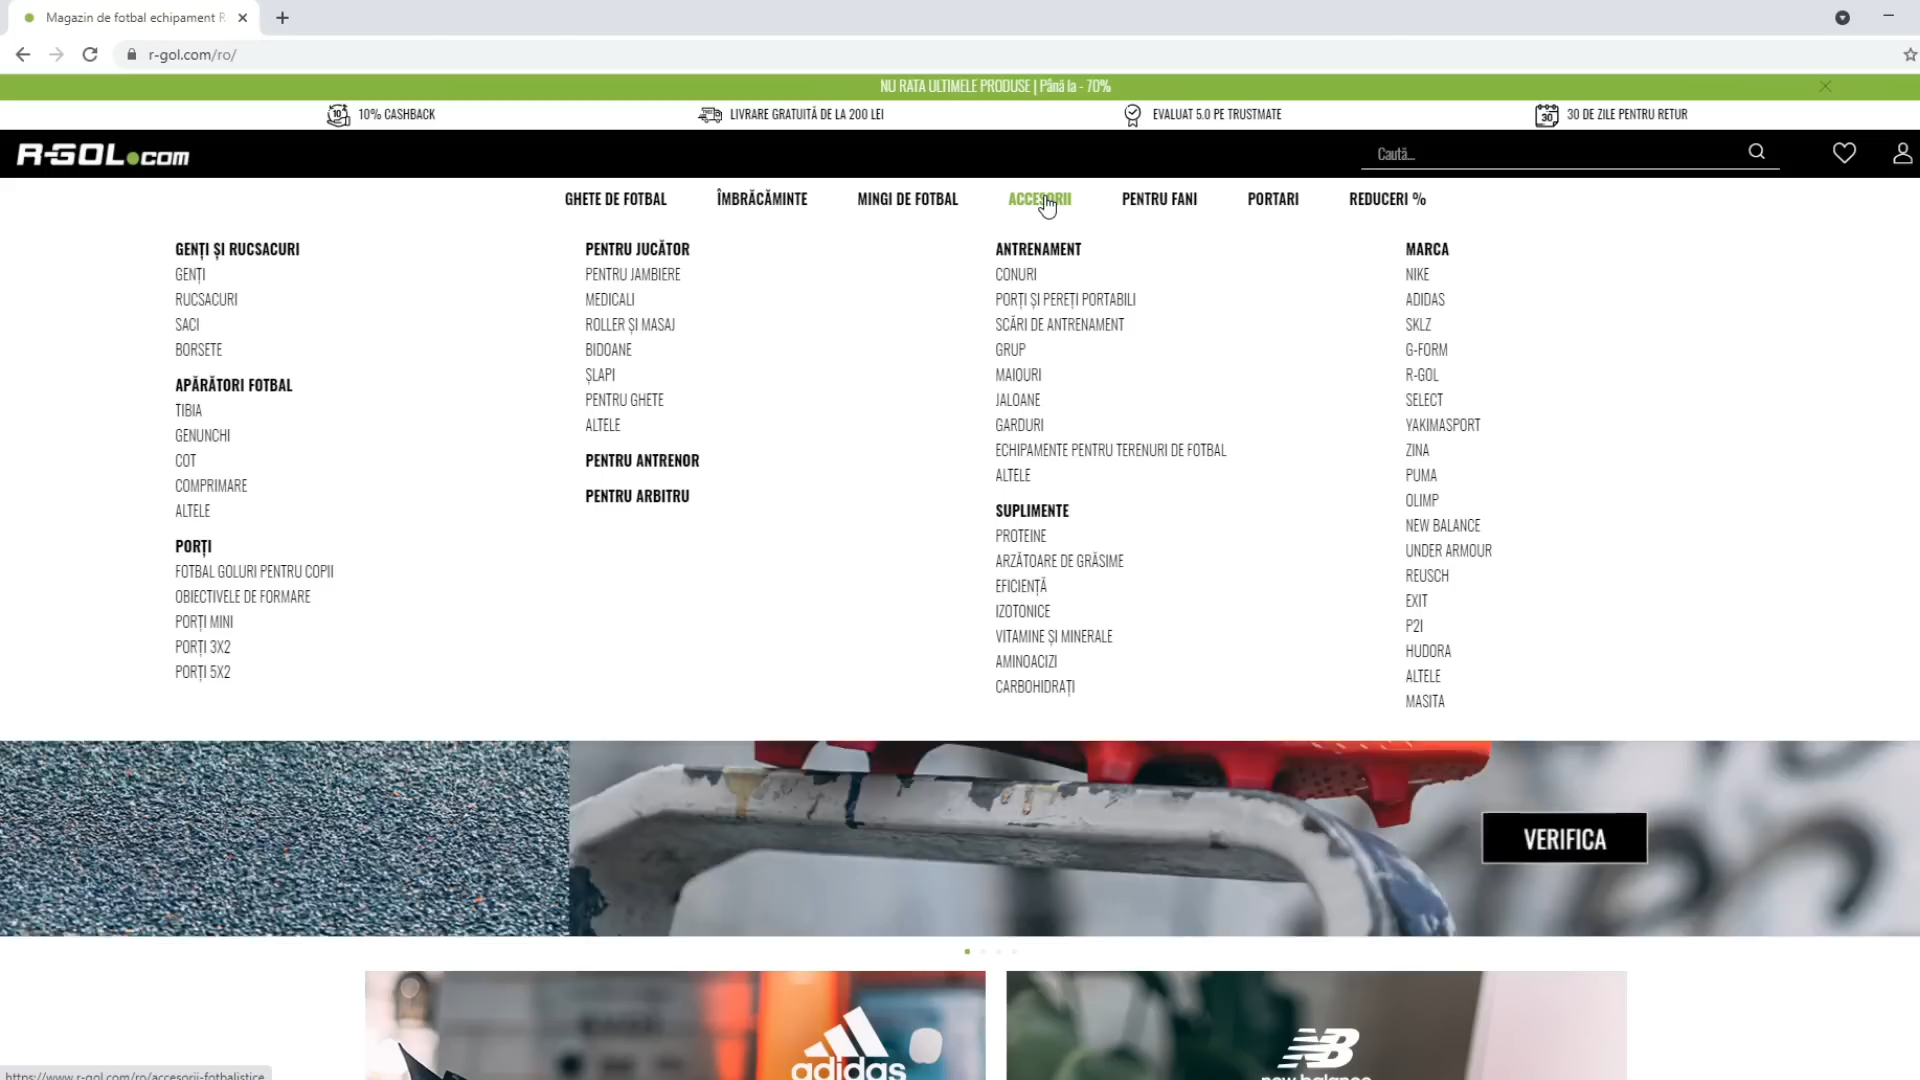 Magazin de fotbal echipament R
r-gol.com/ro/
NU RATA ULTIMELE PRODUSE | Până la - 70%
10% CASHBACK
LIVRARE GRATUITĂ DE LA 200 LEI
EVALUAT 5.0 PE TRUSTMATE
30 DE ZILE PENTRU RETUR
R-GOL.COM
Caută...
GHETE DE FOTBAL
ÎMBRĂCĂMINTE
MINGI DE FOTBAL
ACCESORII
PENTRU FANI
PORTARI
REDUCERI %
GENȚI ȘI RUCSACURI
GENȚI
RUCSACURI
SACI
BORSETE
APĂRĂTORI FOTBAL
TIBIA
GENUNCHI
COT
COMPRIMARE
ALTELE
PORȚI
FOTBAL GOLURI PENTRU COPII
OBIECTIVELE DE FORMARE
PORȚI MINI
PORȚI 3X2
PORȚI 5X2
PENTRU JUCĂTOR
PENTRU JAMBIERE
MEDICALI
ROLLER ȘI MASAJ
BIDOANE
ȘLAPI
PENTRU GHETE
ALTELE
PENTRU ANTRENOR
PENTRU ARBITRU
ANTRENAMENT
CONURI
PORȚI ȘI PEREȚI PORTABILI
SCĂRI DE ANTRENAMENT
GRUP
MAIOURI
JALOANE
GARDURI
ECHIPAMENTE PENTRU TERENURI DE FOTBAL
ALTELE
SUPLIMENTE
PROTEINE
ARZĂTOARE DE GRĂSIME
EFICIENȚĂ
IZOTONICE
VITAMINE ȘI MINERALE
AMINOACIZI
CARBOHIDRAȚI
MARCA
NIKE
ADIDAS
SKLZ
G-FORM
R-GOL
SELECT
YAKIMASPORT
ZINA
PUMA
OLIMP
NEW BALANCE
UNDER ARMOUR
REUSCH
EXIT
P2I
HUDORA
ALTELE
MASITA
VERIFICA
adidas
NB
new balance
https://www.r-gol.com/ro/accesorii-fotbalistice